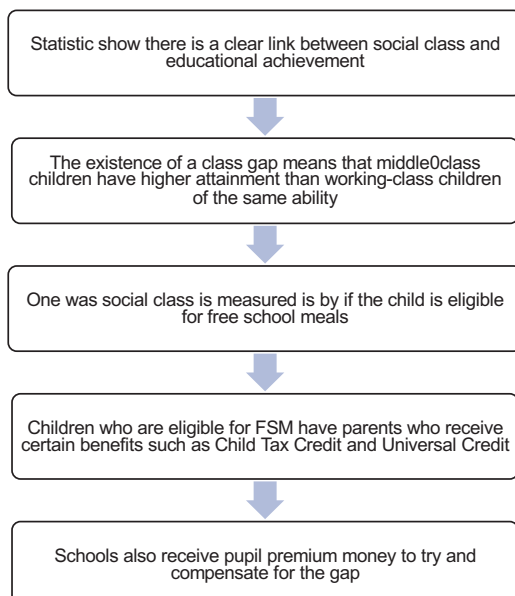 Statistic show there is a clear link between social class and
educational achievement
The existence of a class gap means that middle0class
children have higher attainment than working-class children
of the same ability
One was social class is measured is by if the child is eligible
for free school meals
Children who are eligible for FSM have parents who receive
certain benefits such as Child Tax Credit and Universal Credit
Schools also receive pupil premium money to try and
compensate for the gap